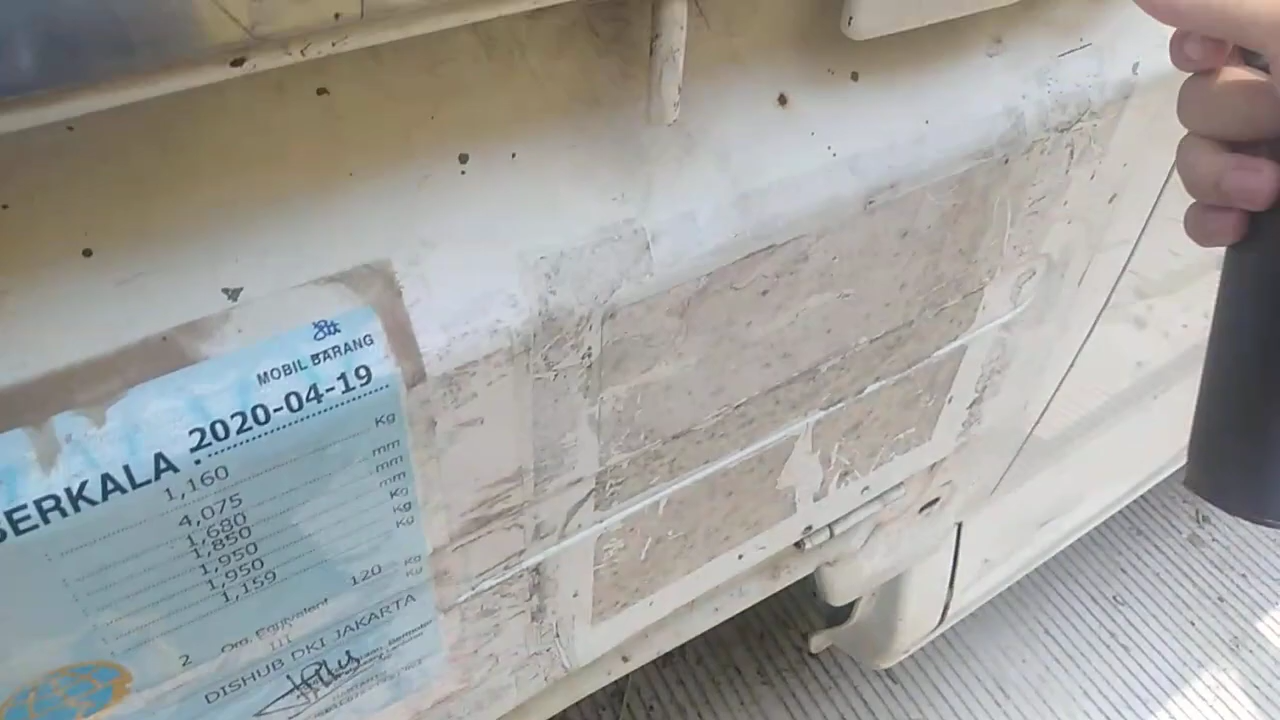 MOBIL BARANG
BERKALA 2020-04-19
1,160 Kg
4,075 mm
1,680 mm
1,850 mm
1,950 Kg
1,950 Kg
1,159
2 Org, Equivalent 120 Kg
III Kg
DISHUB DKI JAKARTA